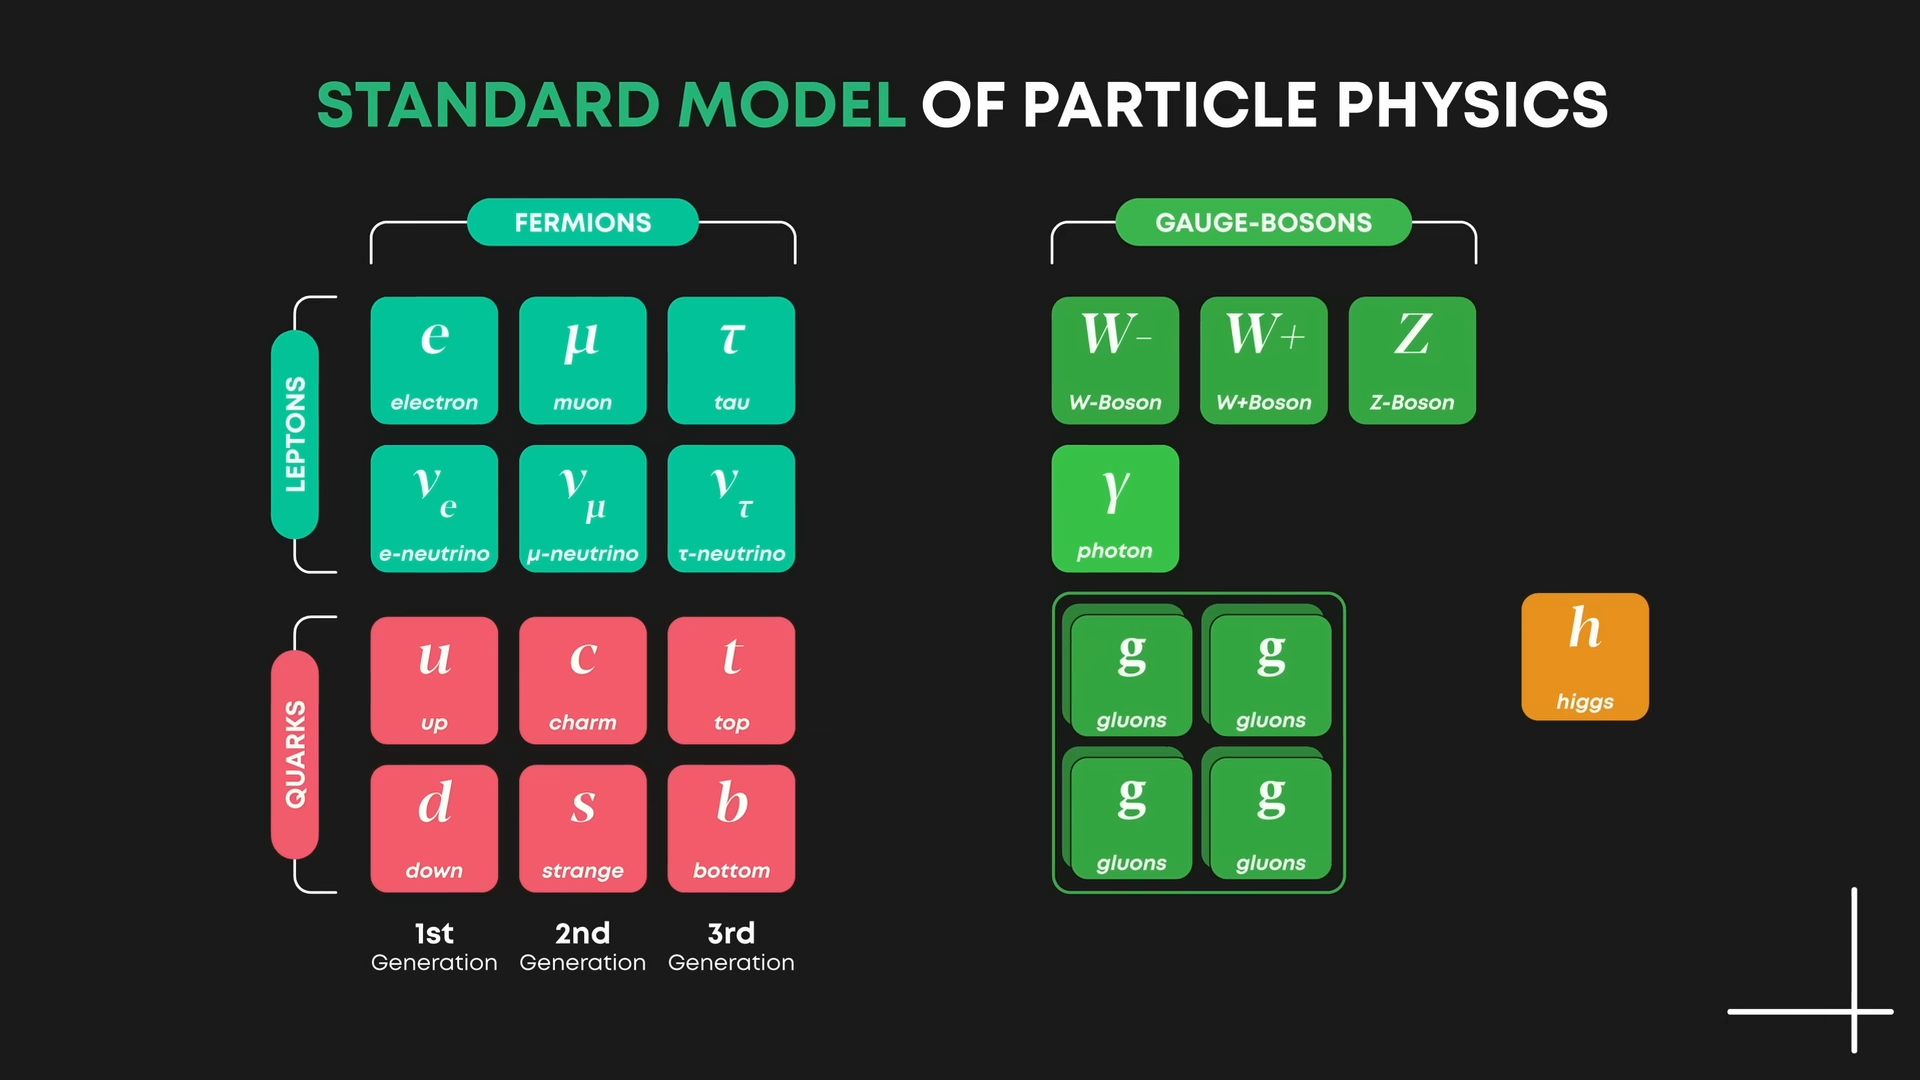 STANDARD MODEL OF PARTICLE PHYSICS
FERMIONS
LEPTONS
e
electron
μ
muon
τ
tau
νe
e-neutrino
νμ
μ-neutrino
ντ
τ-neutrino
QUARKS
u
up
c
charm
t
top
d
down
s
strange
b
bottom
1st
Generation
2nd
Generation
3rd
Generation
GAUGE-BOSONS
W-
W-Boson
W+
W+Boson
Z
Z-Boson
γ
photon
g
gluons
g
gluons
g
gluons
g
gluons
h
higgs